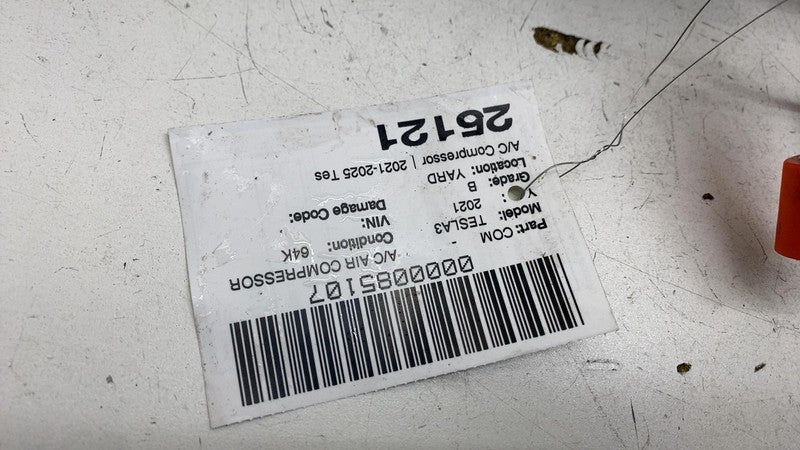 0000085107
Part: COM A/C AIR COMPRESSOR
Model: TESLA3 Condition: 64K
Y : 2021 VIN:
Grade: B Damage Code:
Location: YARD
A/C Compressor | 2021-2025 Tes
25121